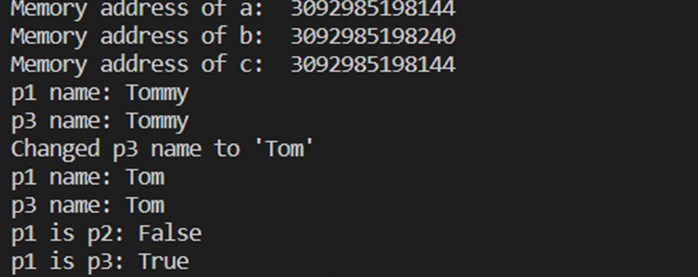 Memory address of a:  3092985198144
Memory address of b:  3092985198240
Memory address of c:  3092985198144
p1 name: Tommy
p3 name: Tommy
Changed p3 name to 'Tom'
p1 name: Tom
p3 name: Tom
p1 is p2: False
p1 is p3: True